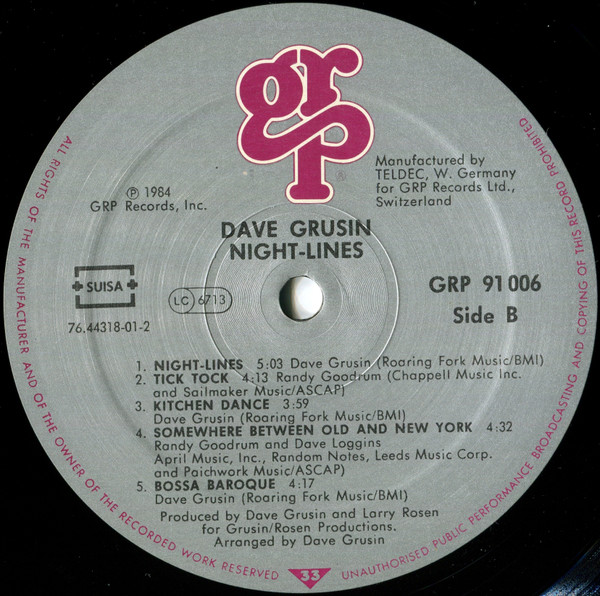 grp
Manufactured by
TELDEC, W. Germany
for GRP Records Ltd.,
Switzerland
Ⓟ 1984
GRP Records, Inc.
DAVE GRUSIN
NIGHT-LINES
SUISA
LC 6713
76.44318-01-2
GRP 91 006
Side B
1. NIGHT-LINES 5:03 Dave Grusin (Roaring Fork Music/BMI)
2. TICK TOCK 4:13 Randy Goodrum (Chappell Music Inc.
and Sailmaker Music/ASCAP)
3. KITCHEN DANCE 3:59
Dave Grusin (Roaring Fork Music/BMI)
4. SOMEWHERE BETWEEN OLD AND NEW YORK 4:32
Randy Goodrum and Dave Loggins
April Music, Inc., Random Notes, Leeds Music Corp.
and Paichwork Music/ASCAP)
5. BOSSA BAROQUE 4:17
Dave Grusin (Roaring Fork Music/BMI)
Produced by Dave Grusin and Larry Rosen
for Grusin/Rosen Productions.
Arranged by Dave Grusin
33
ALL RIGHTS OF THE MANUFACTURER AND OF THE OWNER OF THE RECORDED WORK RESERVED
UNAUTHORISED PUBLIC PERFORMANCE BROADCASTING AND COPYING OF THIS RECORD PROHIBITED